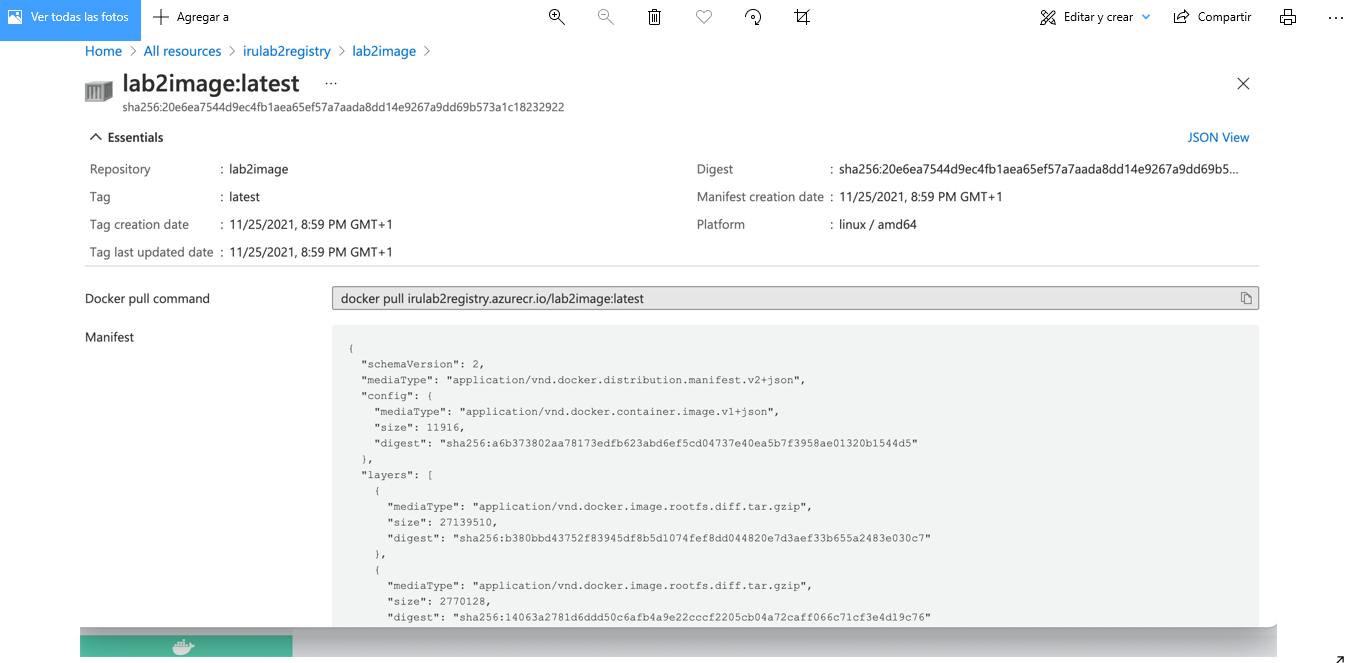 Ver todas las fotos
Agregar a
Editar y crear
Compartir
Home > All resources > irulab2registry > lab2image >
lab2image:latest ...
sha256:20e6ea7544d9ec4fb1aea65ef57a7aada8dd14e9267a9dd69b573a1c18232922
Essentials
JSON View
Repository : lab2image
Digest : sha256:20e6ea7544d9ec4fb1aea65ef57a7aada8dd14e9267a9dd69b5...
Tag : latest
Manifest creation date : 11/25/2021, 8:59 PM GMT+1
Tag creation date : 11/25/2021, 8:59 PM GMT+1
Platform : linux / amd64
Tag last updated date : 11/25/2021, 8:59 PM GMT+1
Docker pull command
docker pull irulab2registry.azurecr.io/lab2image:latest
Manifest
{
"schemaVersion": 2,
"mediaType": "application/vnd.docker.distribution.manifest.v2+json",
"config": {
"mediaType": "application/vnd.docker.container.image.v1+json",
"size": 11916,
"digest": "sha256:a6b373802aa78173edfb623abd6ef5cd04737e40ea5b7f3958ae01320b1544d5"
},
"layers": [
{
"mediaType": "application/vnd.docker.image.rootfs.diff.tar.gzip",
"size": 27139510,
"digest": "sha256:b380bbd43752f83945df8b5d1074fef8dd044820e7d3aef33b655a2483e030c7"
},
{
"mediaType": "application/vnd.docker.image.rootfs.diff.tar.gzip",
"size": 2770128,
"digest": "sha256:14063a2781d6ddd50c6afb4a9e22cccf2205cb04a72caff066c71cf3e4d19c76"